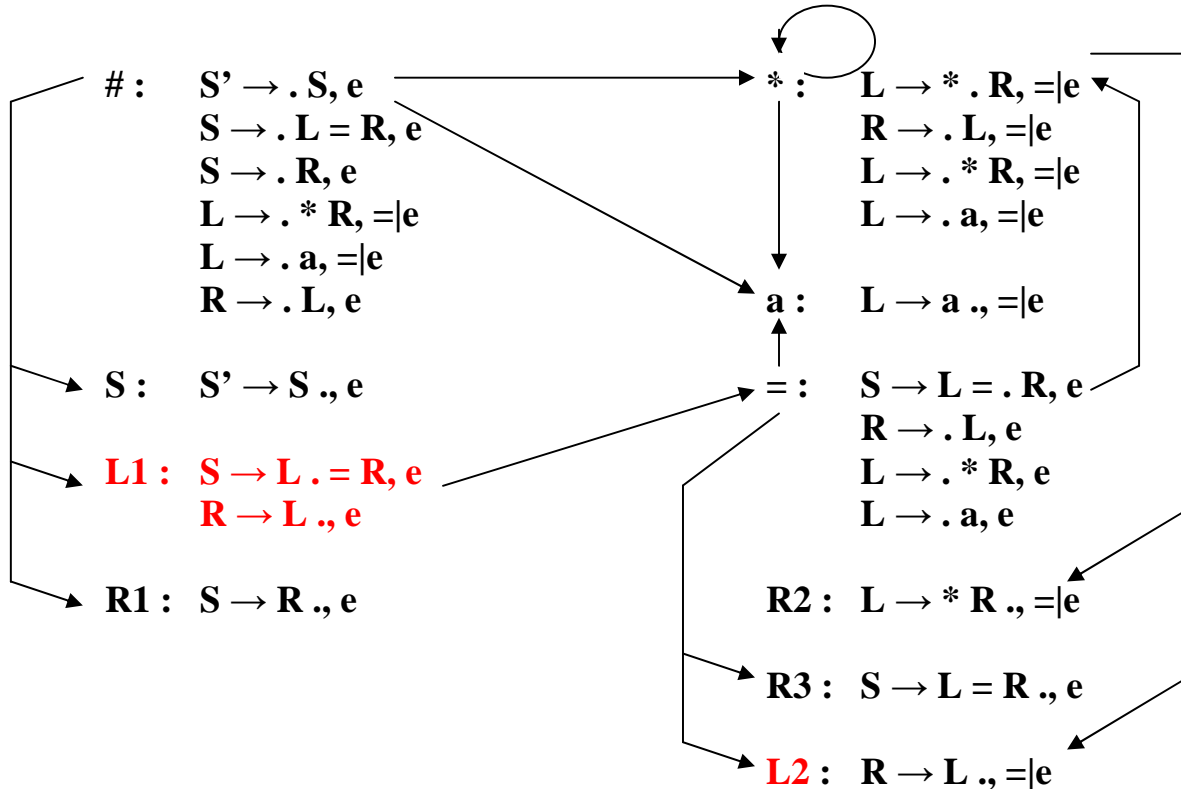 # : S’ → . S, e
S → . L = R, e
S → . R, e
L → . * R, =|e
L → . a, =|e
R → . L, e
S : S’ → S ., e
L1 : S → L . = R, e
R → L ., e
R1 : S → R ., e
* : L → * . R, =|e
R → . L, =|e
L → . * R, =|e
L → . a, =|e
a : L → a ., =|e
= : S → L = . R, e
R → . L, e
L → . * R, e
L → . a, e
R2 : L → * R ., =|e
R3 : S → L = R ., e
L2 : R → L ., =|e